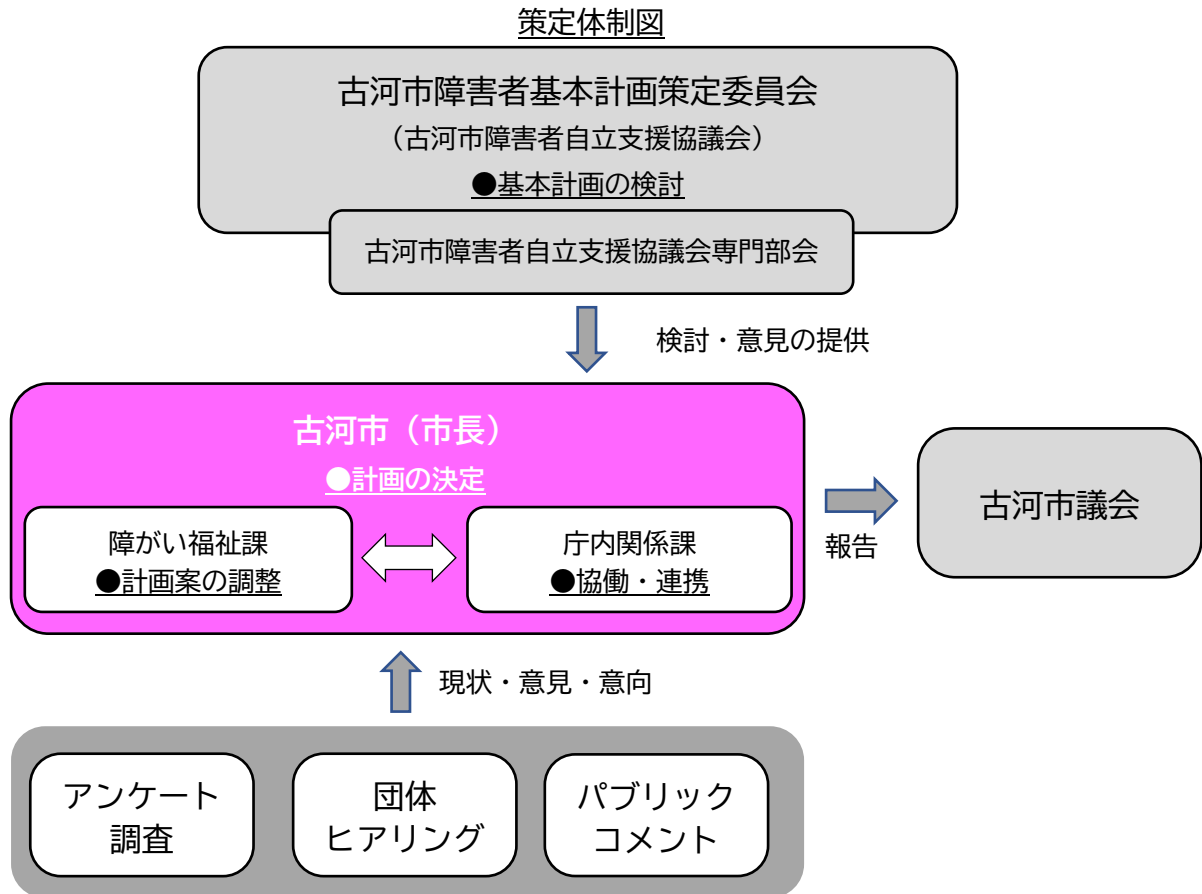 策定体制図
古河市障害者基本計画策定委員会
（古河市障害者自立支援協議会）
●基本計画の検討
古河市障害者自立支援協議会専門部会
検討・意見の提供
古河市（市長）
●計画の決定
障がい福祉課
●計画案の調整
庁内関係課
●協働・連携
報告
古河市議会
現状・意見・意向
アンケート
調査
団体
ヒアリング
パブリック
コメント